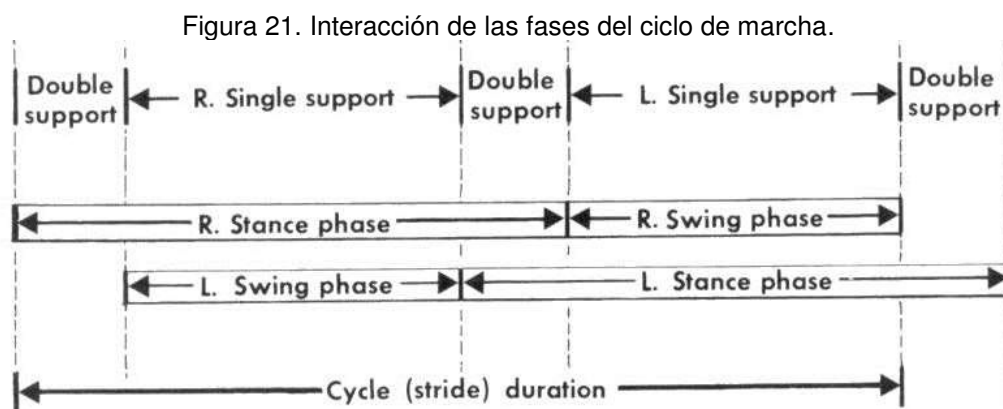 Figura 21. Interacción de las fases del ciclo de marcha.
Double support
R. Single support
Double support
L. Single support
Double support
R. Stance phase
R. Swing phase
L. Swing phase
L. Stance phase
Cycle (stride) duration